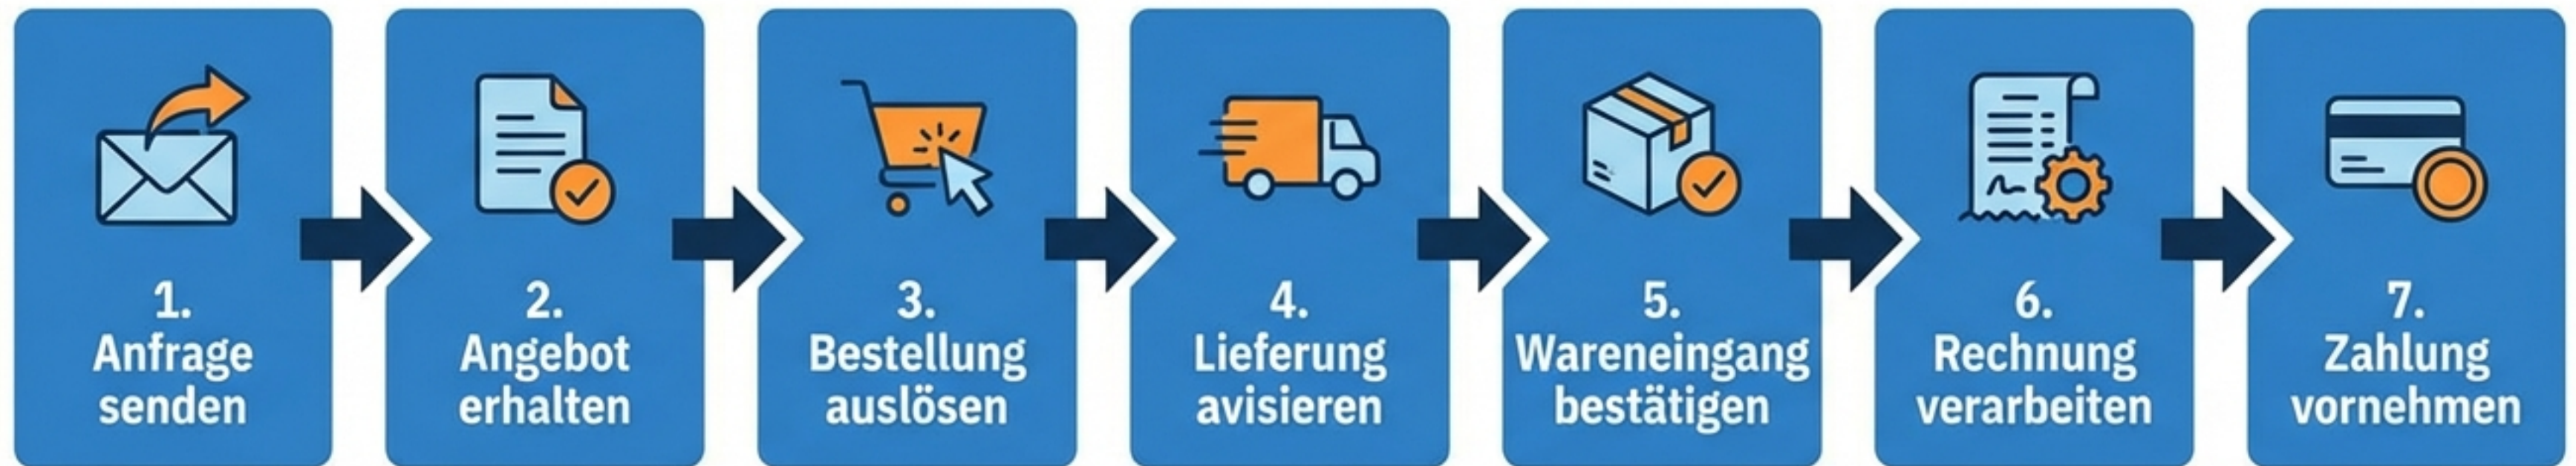 1.
Anfrage
senden
2.
Angebot
erhalten
3.
Bestellung
auslösen
4.
Lieferung
avisieren
5.
Wareneingang
bestätigen
6.
Rechnung
verarbeiten
7.
Zahlung
vornehmen